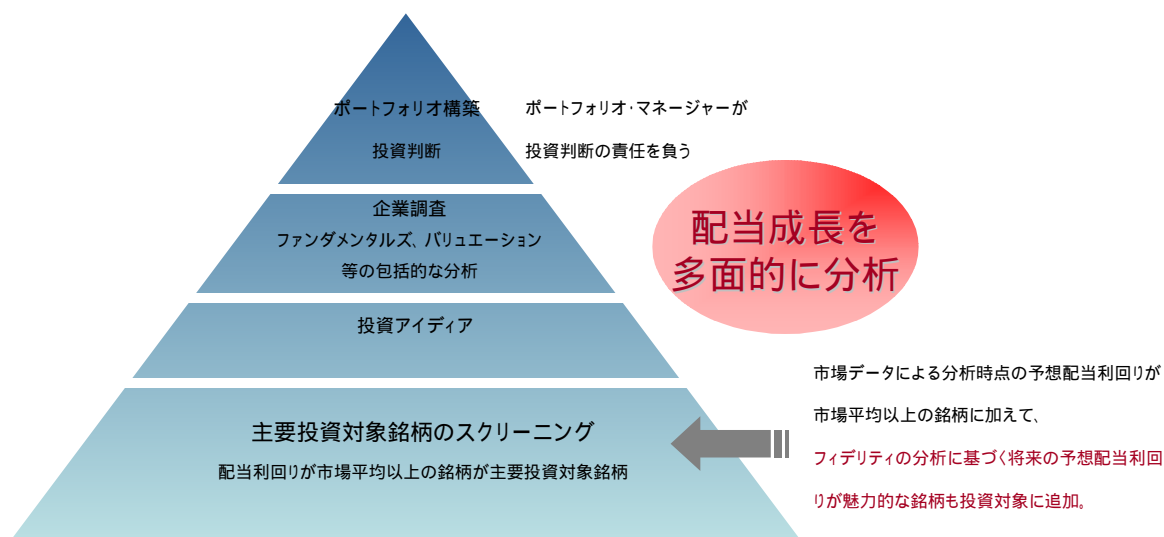 ポートフォリオ構築
投資判断
ポートフォリオ･マネージャーが
投資判断の責任を負う
企業調査
ファンダメンタルズ、バリュエーション
等の包括的な分析
配当成長を
多面的に分析
投資アイディア
主要投資対象銘柄のスクリーニング
配当利回りが市場平均以上の銘柄が主要投資対象銘柄
市場データによる分析時点の予想配当利回りが
市場平均以上の銘柄に加えて、
フィデリティの分析に基づく将来の予想配当利回
りが魅力的な銘柄も投資対象に追加。